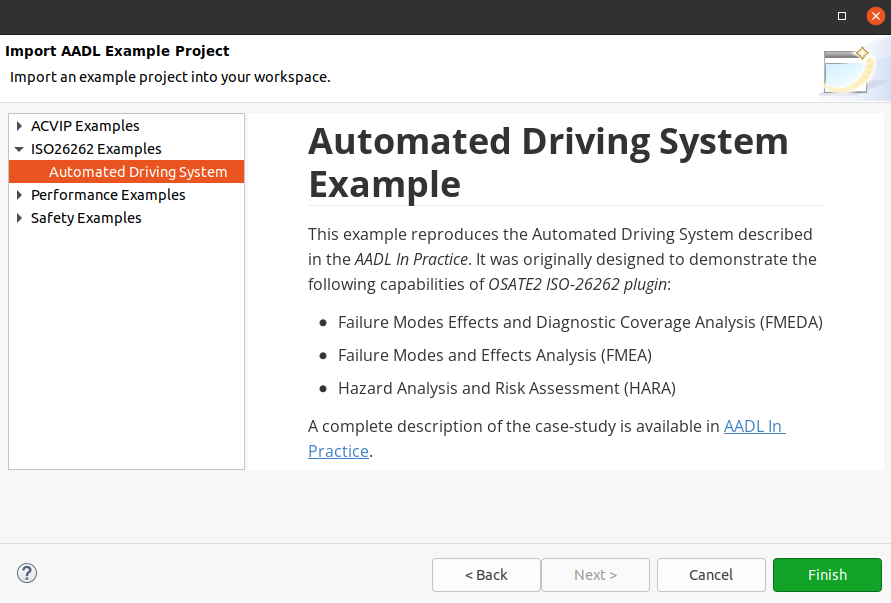 Import AADL Example Project
Import an example project into your workspace.
ACVIP Examples
ISO26262 Examples
Automated Driving System
Performance Examples
Safety Examples
Automated Driving System
Example
This example reproduces the Automated Driving System described
in the AADL In Practice. It was originally designed to demonstrate the
following capabilities of OSATE2 ISO-26262 plugin:
• Failure Modes Effects and Diagnostic Coverage Analysis (FMEDA)
• Failure Modes and Effects Analysis (FMEA)
• Hazard Analysis and Risk Assessment (HARA)
A complete description of the case-study is available in AADL In
Practice.
?
< Back
Next >
Cancel
Finish